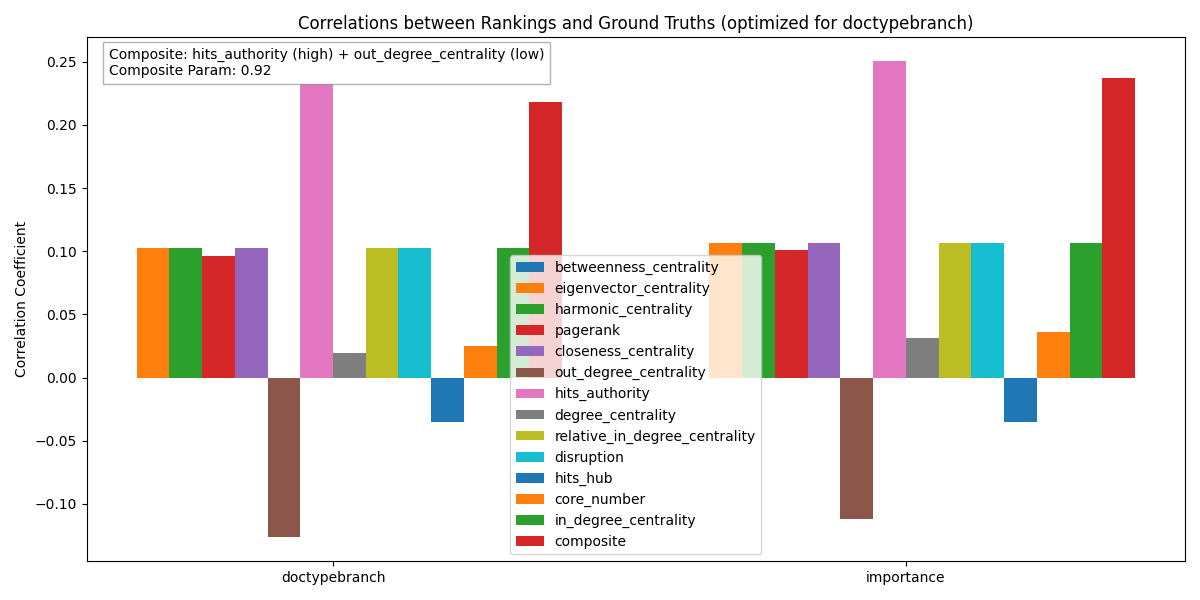 Correlations between Rankings and Ground Truths (optimized for doctypebranch)
Composite: hits_authority (high) + out_degree_centrality (low)
Composite Param: 0.92
Correlation Coefficient
0.25
0.20
0.15
0.10
0.05
0.00
−0.05
−0.10
betweenness_centrality
eigenvector_centrality
harmonic_centrality
pagerank
closeness_centrality
out_degree_centrality
hits_authority
degree_centrality
relative_in_degree_centrality
disruption
hits_hub
core_number
in_degree_centrality
composite
doctypebranch
importance